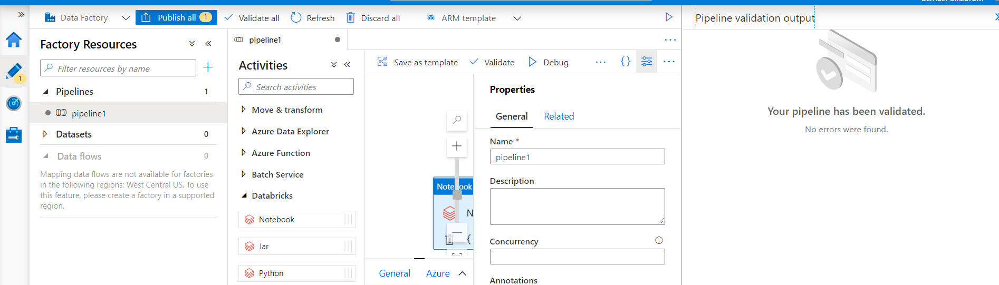 Data Factory
Publish all 1
Validate all
Refresh
Discard all
ARM template
1
Factory Resources
Filter resources by name
Pipelines 1
pipeline1
Datasets 0
Data flows 0
Mapping data flows are not available for factories
in the following regions: West Central US. To use
this feature, please create a factory in a supported
region.
pipeline1
Activities
Search activities
Move & transform
Azure Data Explorer
Azure Function
Batch Service
Databricks
Notebook
Jar
Python
Save as template
Validate
Debug
... {} ...
Notebook
N
{
General
Azure
Properties
General
Related
Name *
pipeline1
Description
Concurrency
Annotations
Pipeline validation output
Your pipeline has been validated.
No errors were found.